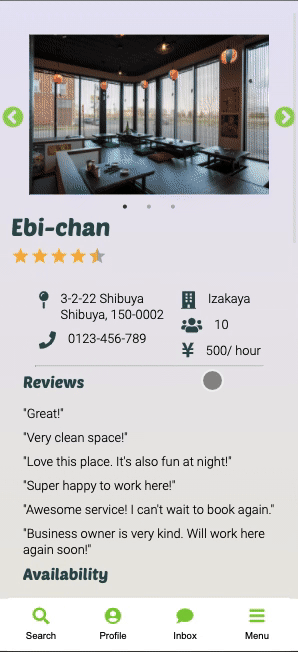 Ebi-chan
3-2-22 Shibuya
Shibuya, 150-0002
0123-456-789
Izakaya
10
¥ 500/ hour
Reviews
"Great!"
"Very clean space!"
"Love this place. It's also fun at night!"
"Super happy to work here!"
"Awesome service! I can't wait to book again."
"Business owner is very kind. Will work here
again soon!"
Availability
Search
Profile
Inbox
Menu